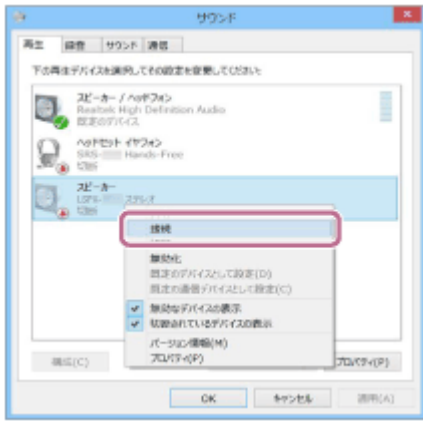 サウンド
再生 録音 サウンド 通信
下の再生デバイスを選択してその設定を変更してください:
スピーカー / ヘッドフォン
Realtek High Definition Audio
既定のデバイス
ヘッドセット イヤフォン
SRS- Hands-Free
切断
スピーカー
ステレオ
切断
接続
無効化
既定のデバイスとして設定(D)
既定の通信デバイスとして設定(C)
無効なデバイスの表示
切断されているデバイスの表示
バージョン情報(M)
プロパティ(P)
構成(C) プロパティ(P)
OK キャンセル 適用(A)